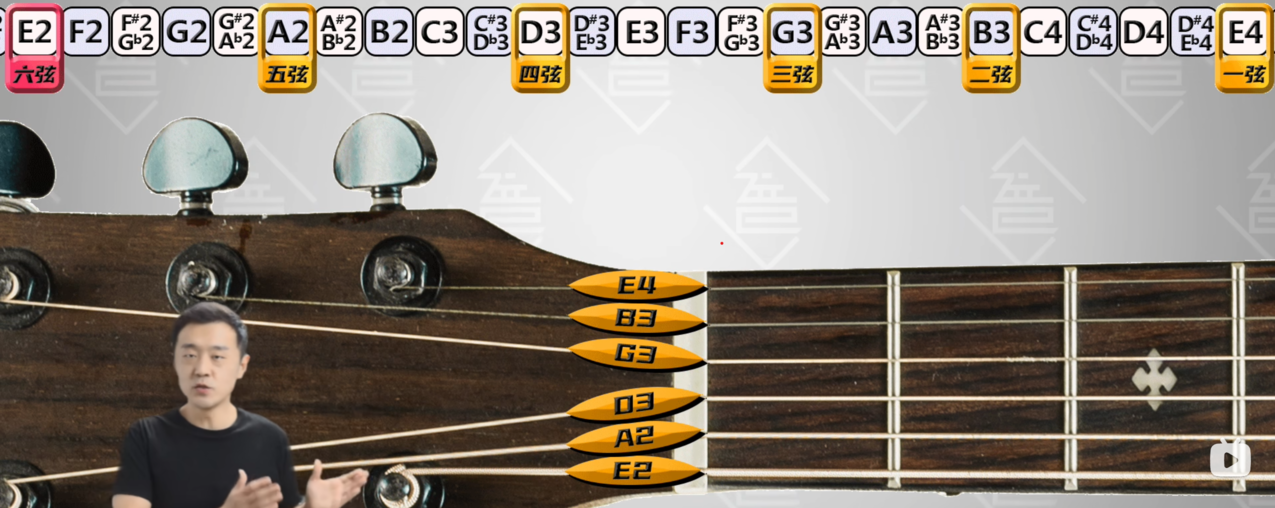 E2 F2 F#2 Gb2 G2 G#2 Ab2 A2 A#2 Bb2 B2 C3 C#3 Db3 D3 D#3 Eb3 E3 F3 F#3 Gb3 G3 G#3 Ab3 A3 A#3 Bb3 B3 C4 C#4 Db4 D4 D#4 Eb4 E4
六弦 五弦 四弦 三弦 二弦 一弦
E4
B3
G3
D3
A2
E2